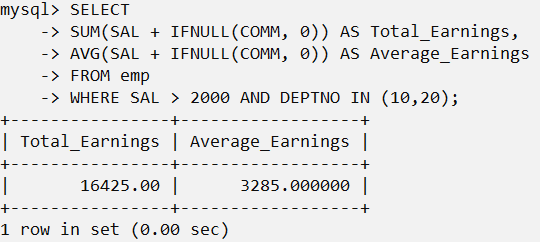 mysql> SELECT
    -> SUM(SAL + IFNULL(COMM, 0)) AS Total_Earnings,
    -> AVG(SAL + IFNULL(COMM, 0)) AS Average_Earnings
    -> FROM emp
    -> WHERE SAL > 2000 AND DEPTNO IN (10,20);
+----------------+------------------+
| Total_Earnings | Average_Earnings |
+----------------+------------------+
|       16425.00 |      3285.000000 |
+----------------+------------------+
1 row in set (0.00 sec)